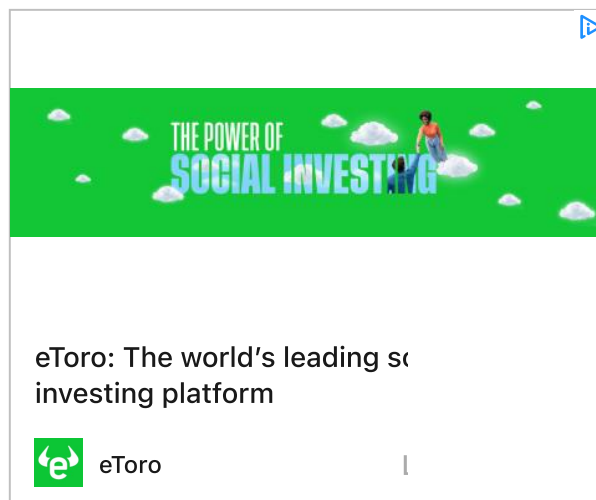 THE POWER OF
SOCIAL INVESTING
eToro: The world's leading
investing platform
e
eToro